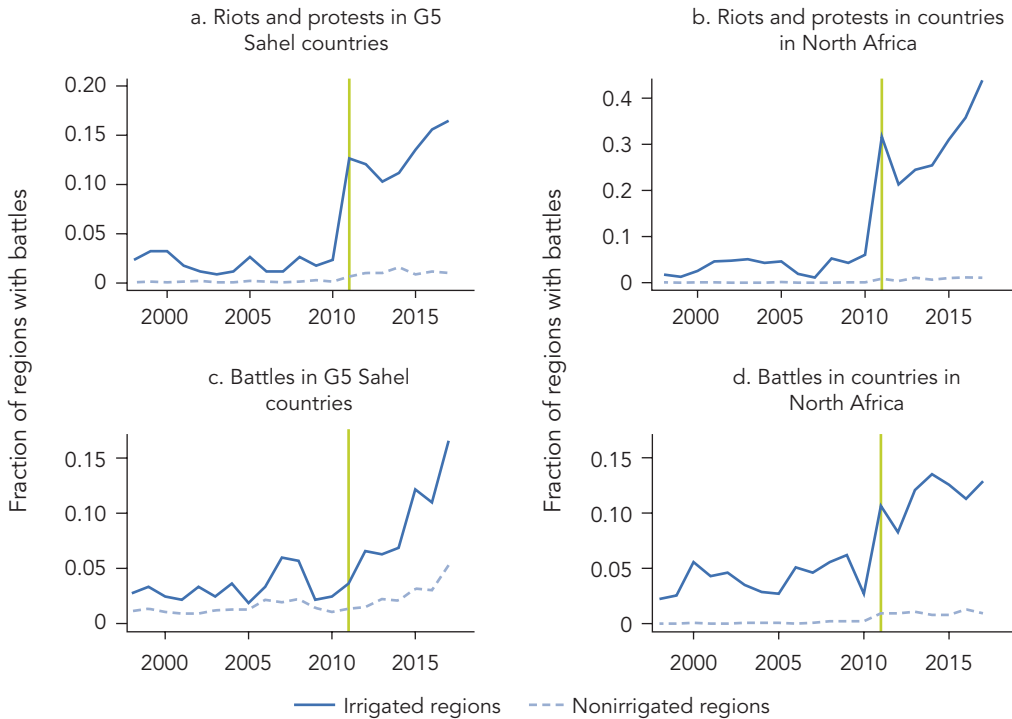 a. Riots and protests in G5
Sahel countries
b. Riots and protests in countries
in North Africa
Fraction of regions with battles
0.20
0.15
0.10
0.05
0
2000
2005
2010
2015
Fraction of regions with battles
0.4
0.3
0.2
0.1
0
2000
2005
2010
2015
c. Battles in G5 Sahel
countries
d. Battles in countries in
North Africa
0.15
0.10
0.05
0
2000
2005
2010
2015
0.15
0.10
0.05
0
2000
2005
2010
2015
Irrigated regions
Nonirrigated regions